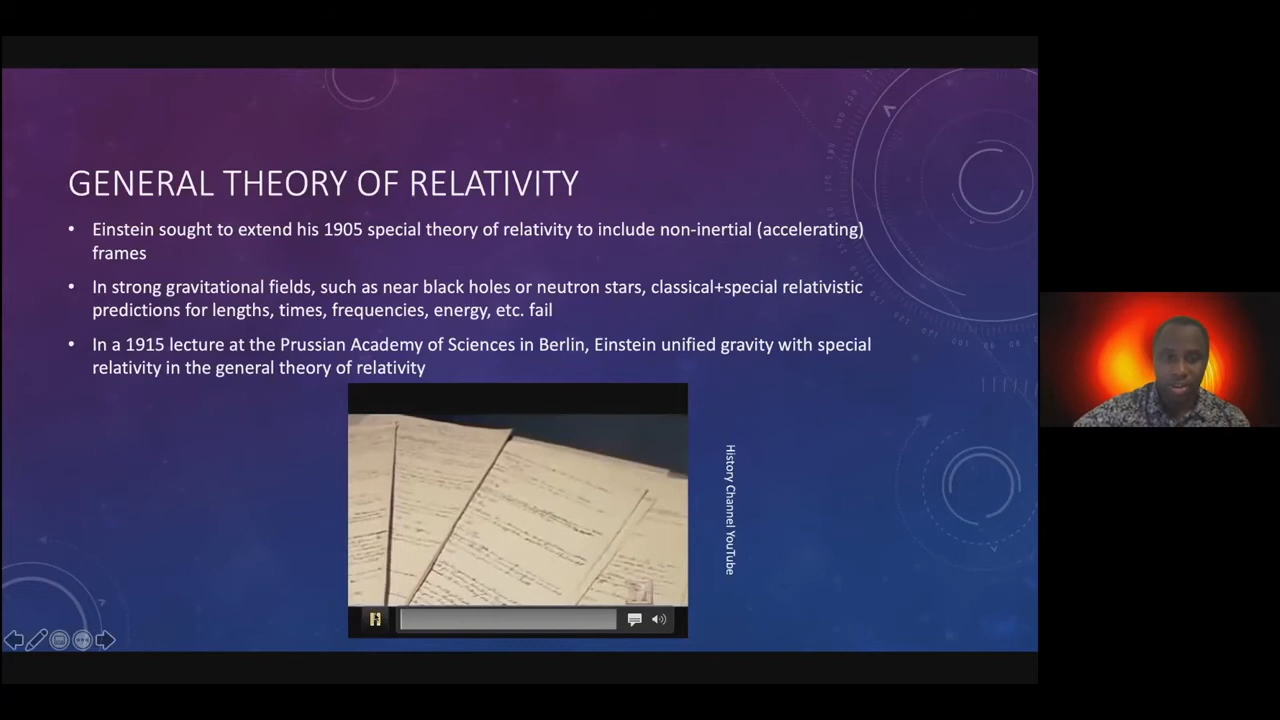 GENERAL THEORY OF RELATIVITY
• Einstein sought to extend his 1905 special theory of relativity to include non-inertial (accelerating)
frames
• In strong gravitational fields, such as near black holes or neutron stars, classical+special relativistic
predictions for lengths, times, frequencies, energy, etc. fail
• In a 1915 lecture at the Prussian Academy of Sciences in Berlin, Einstein unified gravity with special
relativity in the general theory of relativity
History Channel YouTube